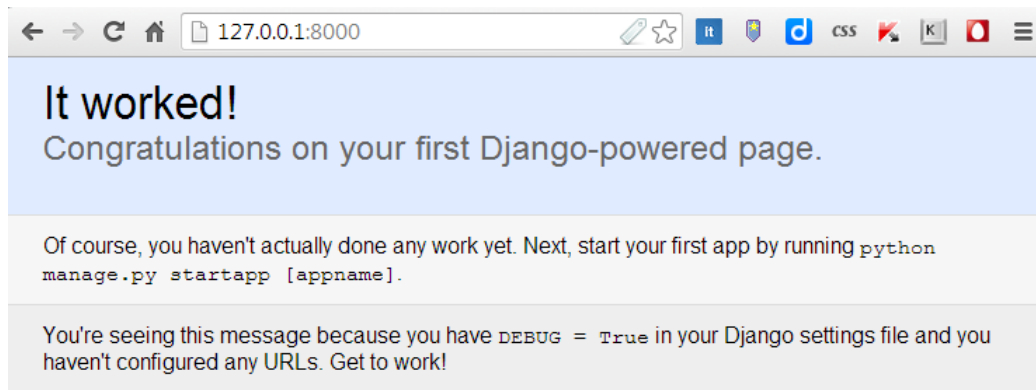 127.0.0.1:8000
It
d
css
K
K
It worked!
Congratulations on your first Django-powered page.
Of course, you haven't actually done any work yet. Next, start your first app by running python
manage.py startapp [appname].
You're seeing this message because you have DEBUG = True in your Django settings file and you
haven't configured any URLs. Get to work!